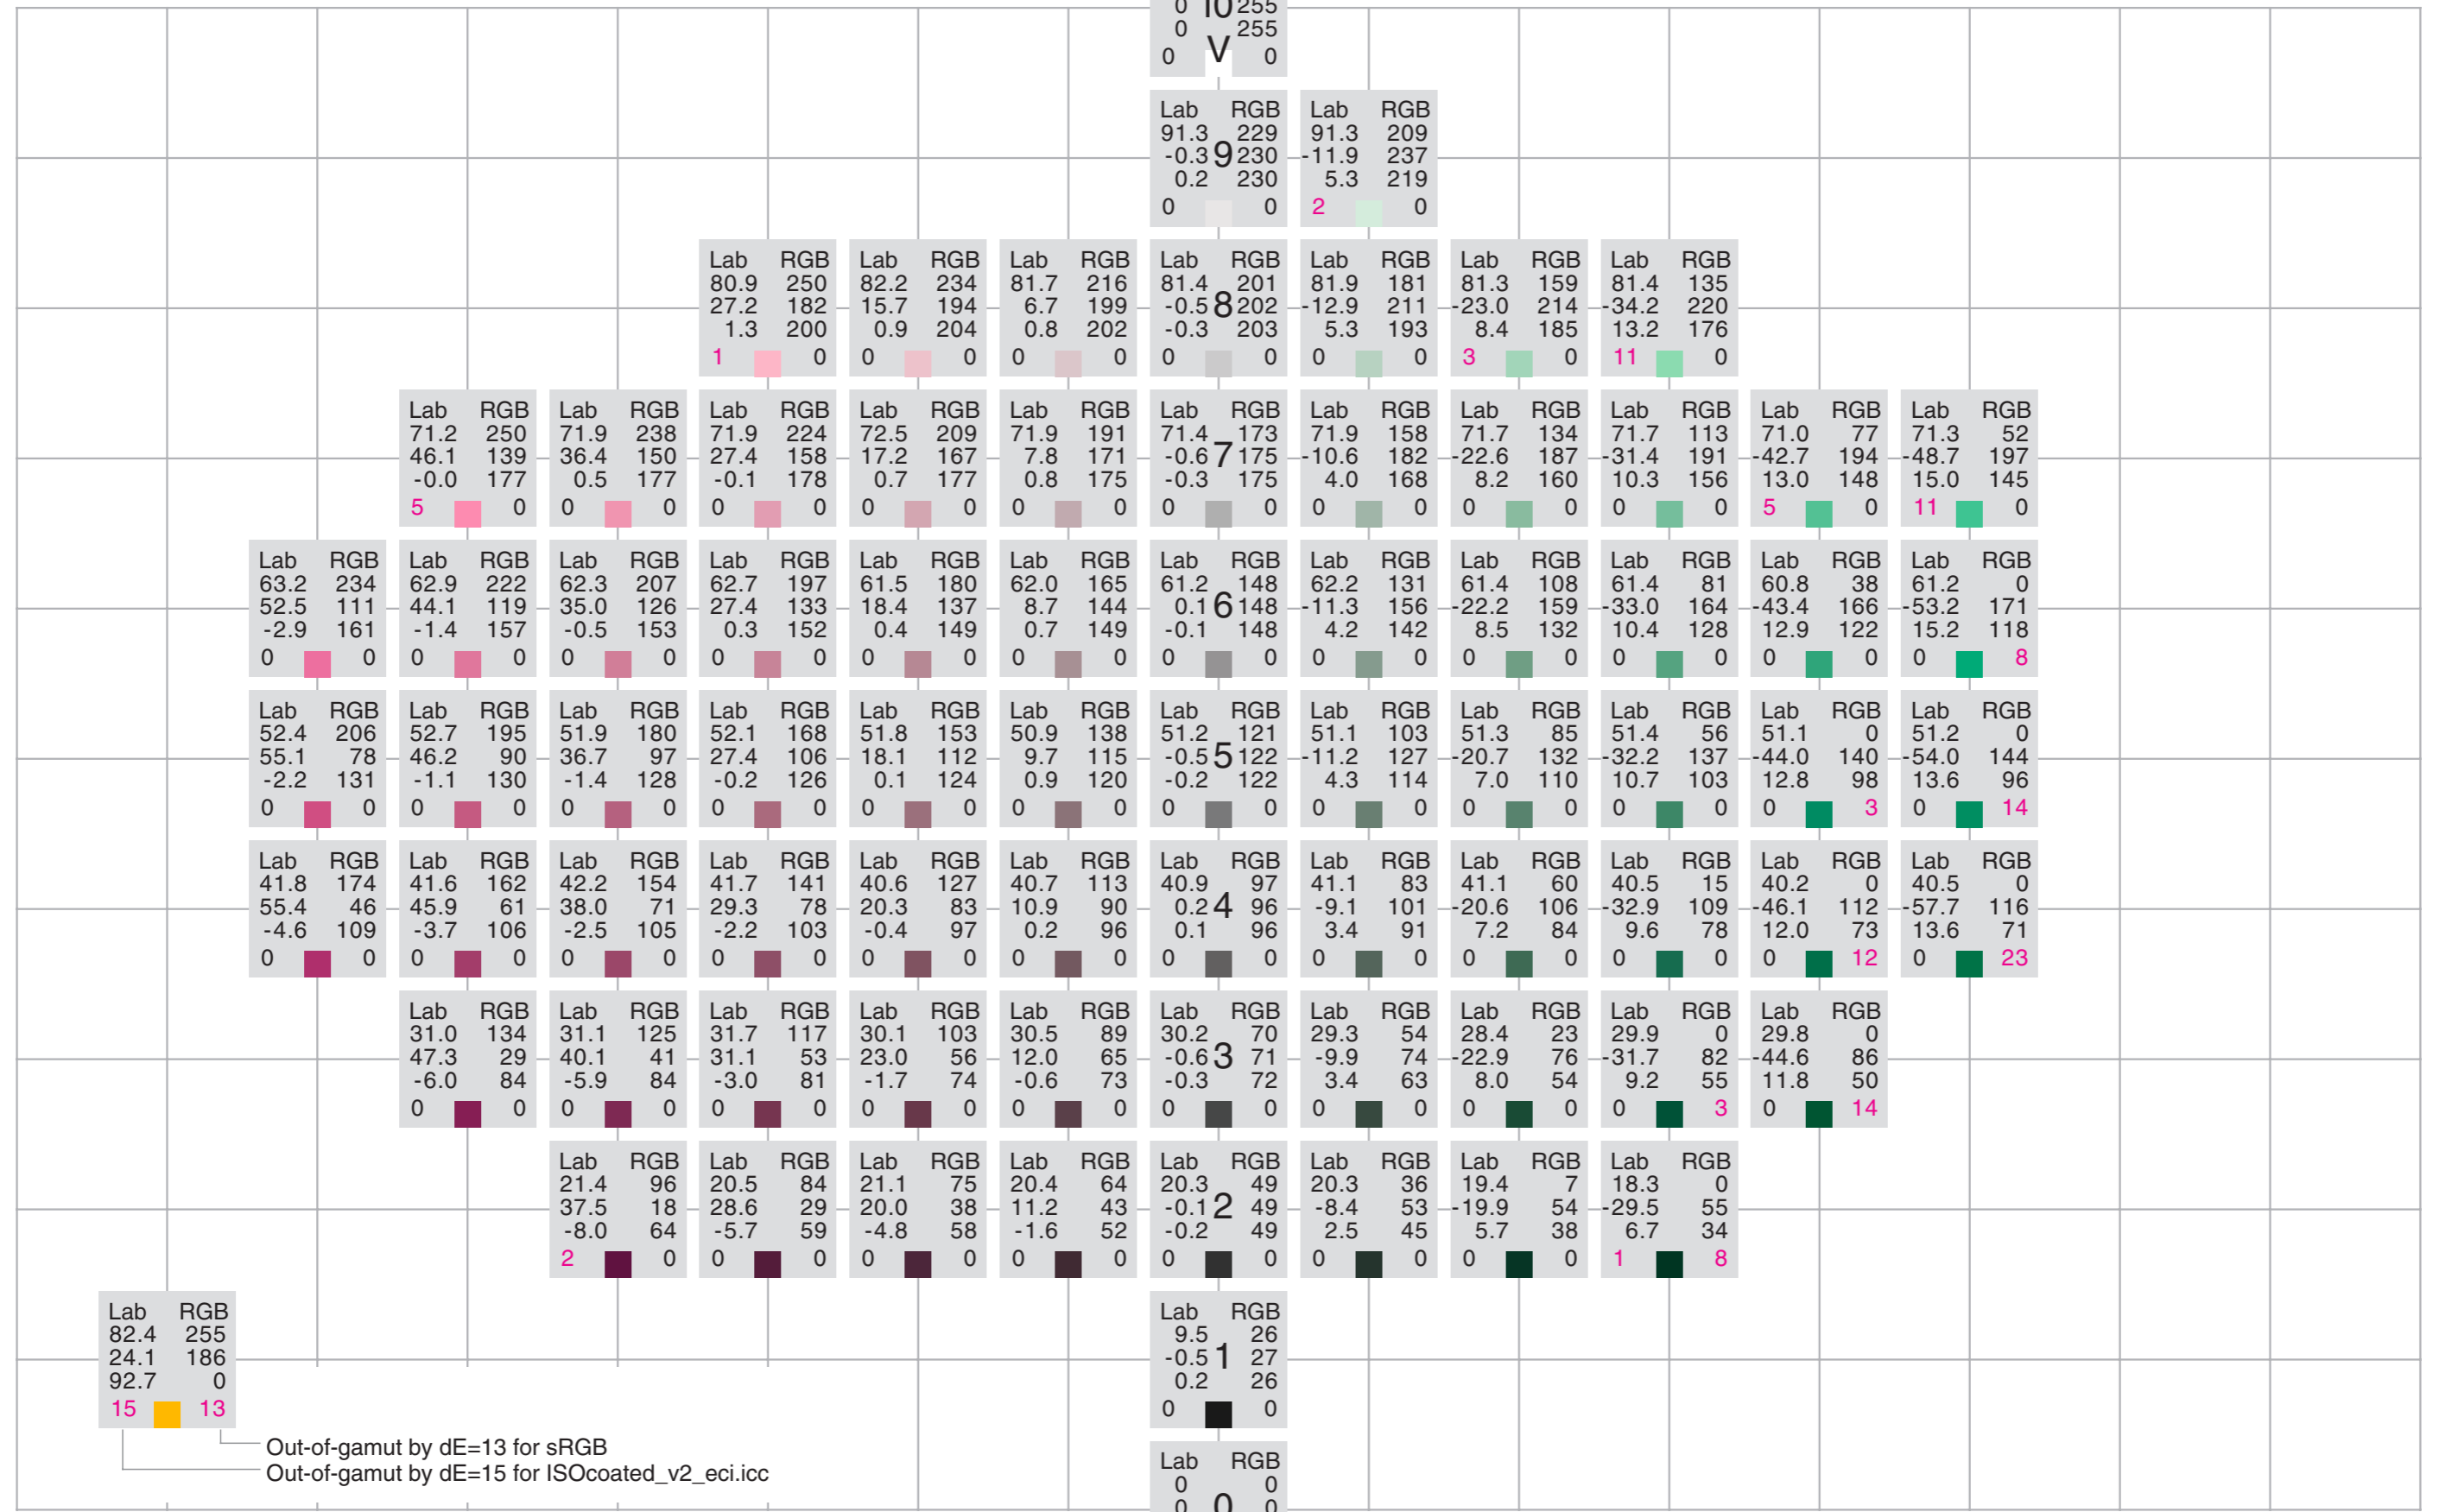 0 10 255
0 255
V
0 0
Lab RGB Lab RGB
91.3 229 91.3 209
-0.3 9 230 -11.9 237
0.2 230 5.3 219
0 0 2 0
Lab RGB Lab RGB Lab RGB Lab RGB Lab RGB Lab RGB Lab RGB
80.9 250 82.2 234 81.7 216 81.4 201 81.9 181 81.3 159 81.4 135
27.2 182 15.7 194 6.7 199 -0.5 8 202 -12.9 211 -23.0 214 -34.2 220
1.3 200 0.9 204 0.8 202 -0.3 203 5.3 193 8.4 185 13.2 176
1 0 0 0 0 0 0 0 0 0 3 0 11 0
Lab RGB Lab RGB Lab RGB Lab RGB Lab RGB Lab RGB Lab RGB Lab RGB Lab RGB Lab RGB Lab RGB
71.2 250 71.9 238 71.9 224 72.5 209 71.9 191 71.4 173 71.9 158 71.7 134 71.7 113 71.0 77 71.3 52
46.1 139 36.4 150 27.4 158 17.2 167 7.8 171 -0.6 7 175 -10.6 182 -22.6 187 -31.4 191 -42.7 194 -48.7 197
-0.0 177 0.5 177 -0.1 178 0.7 177 0.8 175 -0.3 175 4.0 168 8.2 160 10.3 156 13.0 148 15.0 145
5 0 0 0 0 0 0 0 0 0 0 0 0 0 0 0 0 0 5 0 11 0
Lab RGB Lab RGB Lab RGB Lab RGB Lab RGB Lab RGB Lab RGB Lab RGB Lab RGB Lab RGB Lab RGB Lab RGB
63.2 234 62.9 222 62.3 207 62.7 197 61.5 180 62.0 165 61.2 148 62.2 131 61.4 108 61.4 81 60.8 38 61.2 0
52.5 111 44.1 119 35.0 126 27.4 133 18.4 137 8.7 144 0.1 6 148 -11.3 156 -22.2 159 -33.0 164 -43.4 166 -53.2 171
-2.9 161 -1.4 157 -0.5 153 0.3 152 0.4 149 0.7 149 -0.1 148 4.2 142 8.5 132 10.4 128 12.9 122 15.2 118
0 0 0 0 0 0 0 0 0 0 0 0 0 0 0 0 0 0 0 0 0 0 0 8
Lab RGB Lab RGB Lab RGB Lab RGB Lab RGB Lab RGB Lab RGB Lab RGB Lab RGB Lab RGB Lab RGB Lab RGB
52.4 206 52.7 195 51.9 180 52.1 168 51.8 153 50.9 138 51.2 121 51.1 103 51.3 85 51.4 56 51.1 0 51.2 0
55.1 78 46.2 90 36.7 97 27.4 106 18.1 112 9.7 115 -0.5 5 122 -11.2 127 -20.7 132 -32.2 137 -44.0 140 -54.0 144
-2.2 131 -1.1 130 -1.4 128 -0.2 126 0.1 124 0.9 120 -0.2 122 4.3 114 7.0 110 10.7 103 12.8 98 13.6 96
0 0 0 0 0 0 0 0 0 0 0 0 0 0 0 0 0 0 0 0 0 3 0 14
Lab RGB Lab RGB Lab RGB Lab RGB Lab RGB Lab RGB Lab RGB Lab RGB Lab RGB Lab RGB Lab RGB Lab RGB
41.8 174 41.6 162 42.2 154 41.7 141 40.6 127 40.7 113 40.9 97 41.1 83 41.1 60 40.5 15 40.2 0 40.5 0
55.4 46 45.9 61 38.0 71 29.3 78 20.3 83 10.9 90 0.2 4 96 -9.1 101 -20.6 106 -32.9 109 -46.1 112 -57.7 116
-4.6 109 -3.7 106 -2.5 105 -2.2 103 -0.4 97 0.2 96 0.1 96 3.4 91 7.2 84 9.6 78 12.0 73 13.6 71
0 0 0 0 0 0 0 0 0 0 0 0 0 0 0 0 0 0 0 0 0 12 0 23
Lab RGB Lab RGB Lab RGB Lab RGB Lab RGB Lab RGB Lab RGB Lab RGB Lab RGB Lab RGB
31.0 134 31.1 125 31.7 117 30.1 103 30.5 89 30.2 70 29.3 54 28.4 23 29.9 0 29.8 0
47.3 29 40.1 41 31.1 53 23.0 56 12.0 65 -0.6 3 71 -9.9 74 -22.9 76 -31.7 82 -44.6 86
-6.0 84 -5.9 84 -3.0 81 -1.7 74 -0.6 73 -0.3 72 3.4 63 8.0 54 9.2 55 11.8 50
0 0 0 0 0 0 0 0 0 0 0 0 0 0 0 0 0 3 0 14
Lab RGB Lab RGB Lab RGB Lab RGB Lab RGB Lab RGB Lab RGB Lab RGB
21.4 96 20.5 84 21.1 75 20.4 64 20.3 49 20.3 36 19.4 7 18.3 0
37.5 18 28.6 29 20.0 38 11.2 43 -0.1 2 49 -8.4 53 -19.9 54 -29.5 55
-8.0 64 -5.7 59 -4.8 58 -1.6 52 -0.2 49 2.5 45 5.7 38 6.7 34
2 0 0 0 0 0 0 0 0 0 0 0 0 0 1 8
Lab RGB Lab RGB
82.4 255 9.5 26
24.1 186 -0.5 1 27
92.7 0 0.2 26
15 13 0 0
Out-of-gamut by dE=13 for sRGB
Out-of-gamut by dE=15 for ISOcoated_v2_eci.icc
Lab RGB
0 0
0 0 0